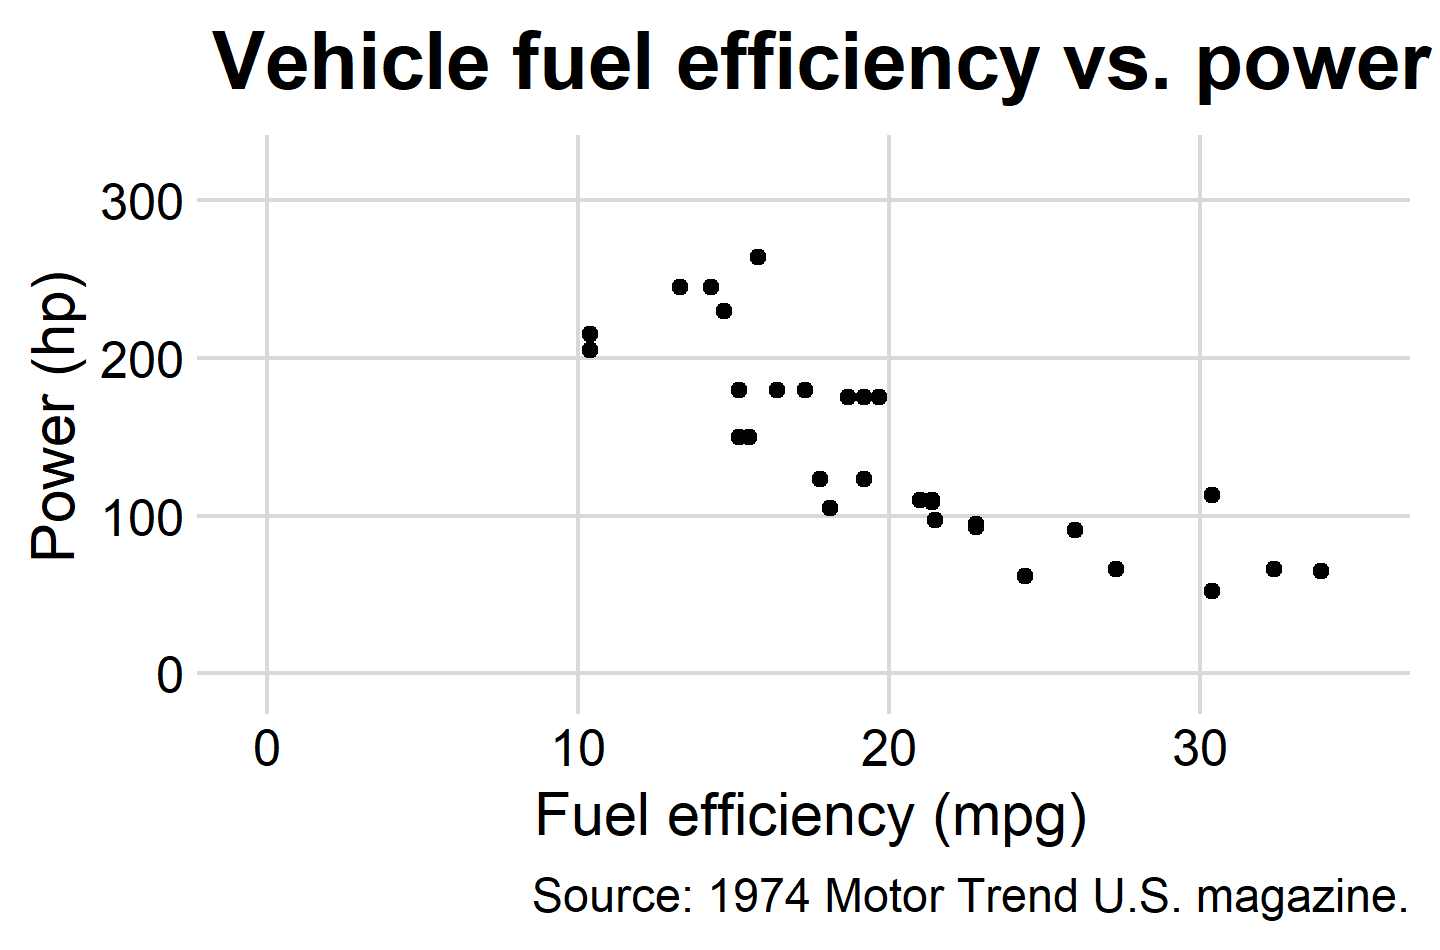 Vehicle fuel efficiency vs. power
Power (hp)
300
200
100
0
0 10 20 30
Fuel efficiency (mpg)
Source: 1974 Motor Trend U.S. magazine.